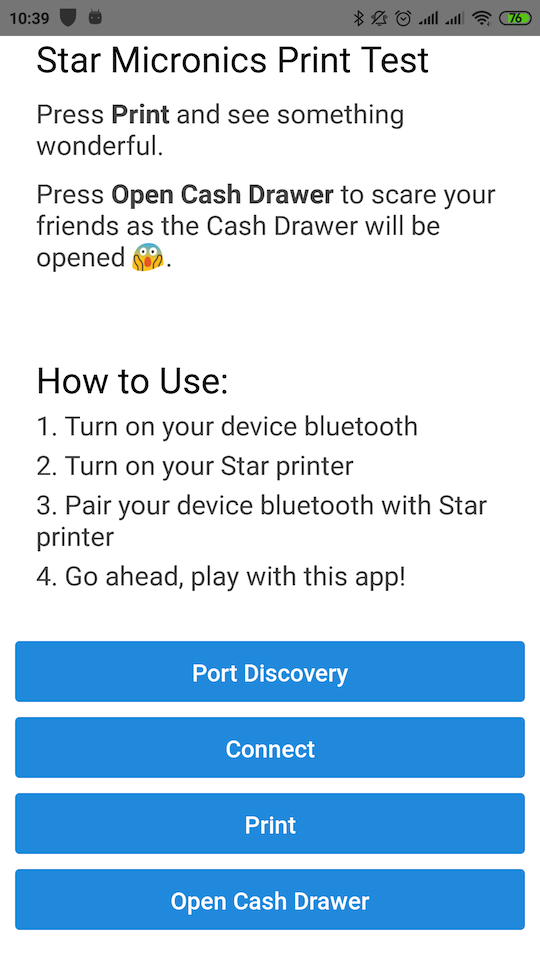 10:39
76
Star Micronics Print Test
Press Print and see something
wonderful.
Press Open Cash Drawer to scare your
friends as the Cash Drawer will be
opened 😱.
How to Use:
1. Turn on your device bluetooth
2. Turn on your Star printer
3. Pair your device bluetooth with Star
printer
4. Go ahead, play with this app!
Port Discovery
Connect
Print
Open Cash Drawer